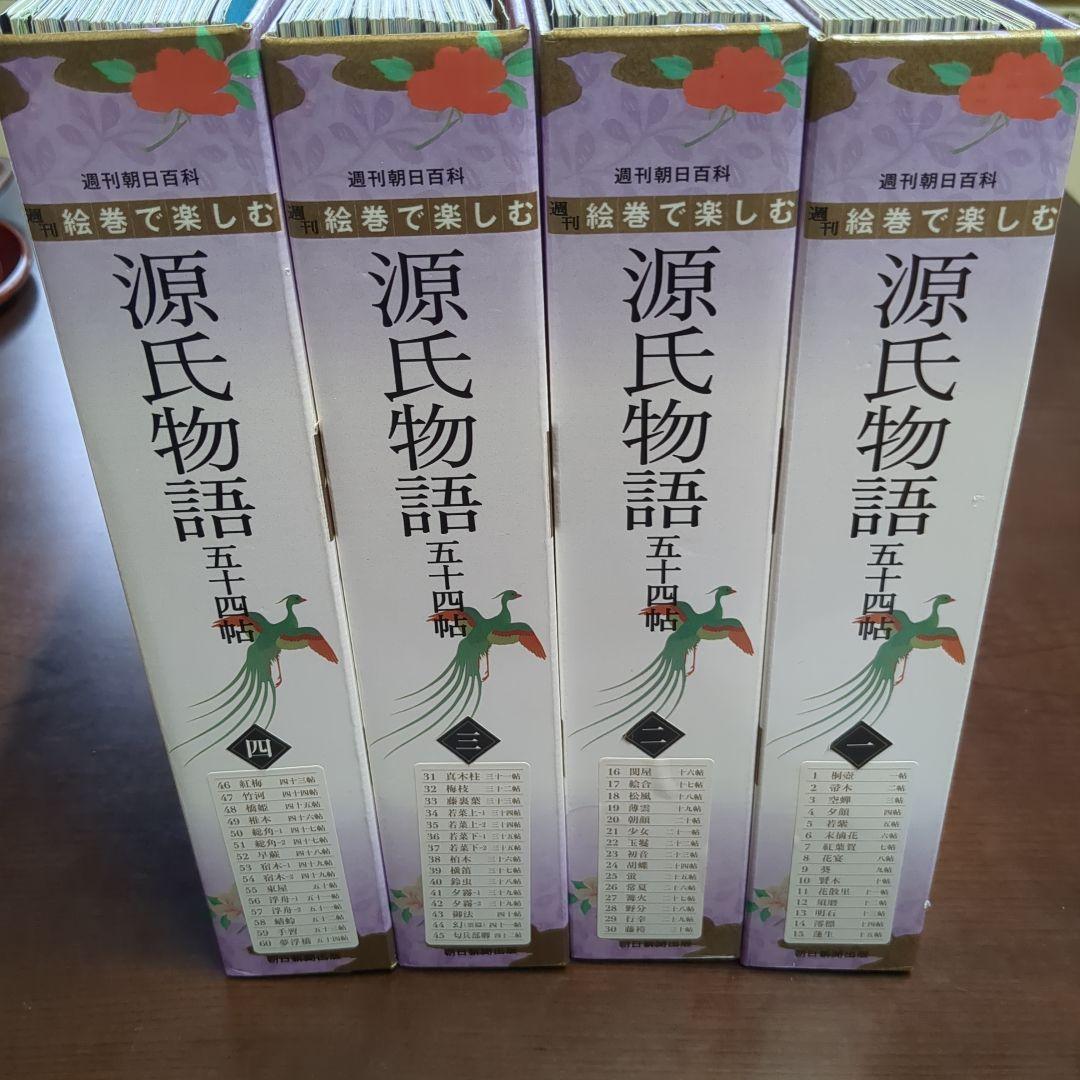 週刊朝日百科
週刊 絵巻で楽しむ
源氏物語 五十四帖
四
46 紅梅 四十三帖
47 竹河 四十四帖
48 橋姫 四十五帖
49 椎本 四十六帖
50 総角-1 四十七帖
51 総角-2 四十七帖
52 早蕨 四十八帖
53 宿木-1 四十九帖
54 宿木-2 四十九帖
55 東屋 五十帖
56 浮舟-1 五十一帖
57 浮舟-2 五十一帖
58 蜻蛉 五十二帖
59 手習 五十三帖
60 夢浮橋 五十四帖
朝日新聞出版
週刊朝日百科
週刊 絵巻で楽しむ
源氏物語 五十四帖
三
31 真木柱 三十一帖
32 梅枝 三十二帖
33 藤裏葉 三十三帖
34 若菜上-1 三十四帖
35 若菜上-2 三十四帖
36 若菜下-1 三十五帖
37 若菜下-2 三十五帖
38 柏木 三十六帖
39 横笛 三十七帖
40 鈴虫 三十八帖
41 夕霧-1 三十九帖
42 夕霧-2 三十九帖
43 御法 四十帖
44 幻(雲隠) 四十一帖
45 匂兵部卿 四十二帖
朝日新聞出版
週刊朝日百科
週刊 絵巻で楽しむ
源氏物語 五十四帖
二
16 関屋 十六帖
17 絵合 十七帖
18 松風 十八帖
19 薄雲 十九帖
20 朝顔 二十帖
21 少女 二十一帖
22 玉鬘 二十二帖
23 初音 二十三帖
24 胡蝶 二十四帖
25 蛍 二十五帖
26 常夏 二十六帖
27 篝火 二十七帖
28 野分 二十八帖
29 行幸 二十九帖
30 藤袴 三十帖
朝日新聞出版
週刊朝日百科
週刊 絵巻で楽しむ
源氏物語 五十四帖
一
1 桐壺 一帖
2 帚木 二帖
3 空蟬 三帖
4 夕顔 四帖
5 若紫 五帖
6 末摘花 六帖
7 紅葉賀 七帖
8 花宴 八帖
9 葵 九帖
10 賢木 十帖
11 花散里 十一帖
12 須磨 十二帖
13 明石 十三帖
14 澪標 十四帖
15 蓬生 十五帖
朝日新聞出版